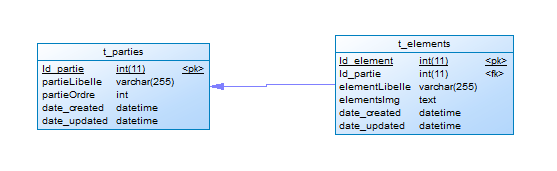 t_parties
Id_partie int(11) <pk>
partieLibelle varchar(255)
partieOrdre int
date_created datetime
date_updated datetime
t_elements
Id_element int(11) <pk>
Id_partie int(11) <fk>
elementLibelle varchar(255)
elementsImg text
date_created datetime
date_updated datetime